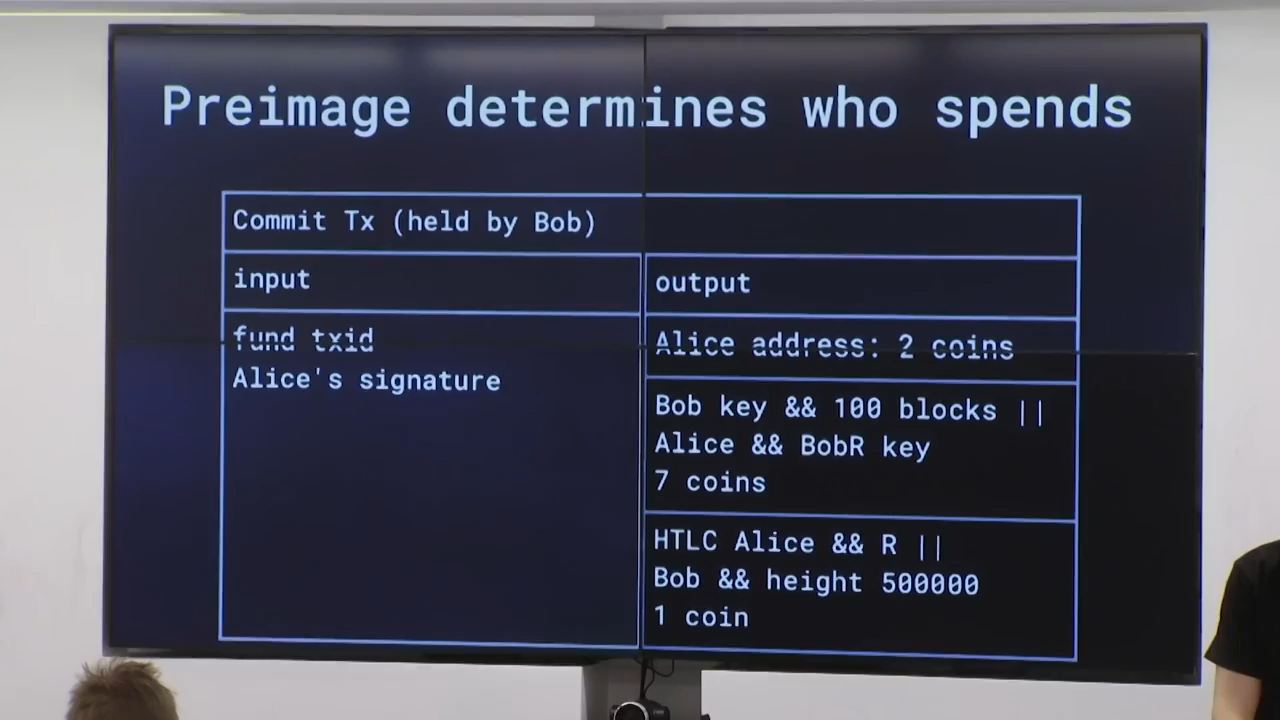 Preimage determines who spends
Commit Tx (held by Bob)
input
output
fund txid
Alice's signature
Alice address: 2 coins
Bob key && 100 blocks ||
Alice && BobR key
7 coins
HTLC Alice && R ||
Bob && height 500000
1 coin